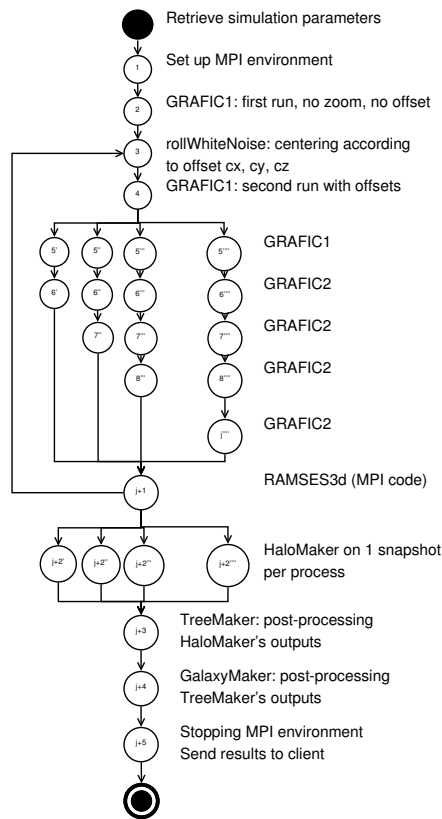 Retrieve simulation parameters
1
Set up MPI environment
2
GRAFIC1: first run, no zoom, no offset
3
rollWhiteNoise: centering according
to offset cx, cy, cz
4
GRAFIC1: second run with offsets
5' 5'' 5''' 5'''' GRAFIC1
6' 6'' 6''' 6'''' GRAFIC2
7'' 7''' 7'''' GRAFIC2
8''' 8'''' GRAFIC2
j'''' GRAFIC2
j+1
RAMSES3d (MPI code)
j+2' j+2'' j+2''' j+2''''
HaloMaker on 1 snapshot
per process
j+3
TreeMaker: post-processing
HaloMaker's outputs
j+4
GalaxyMaker: post-processing
TreeMaker's outputs
j+5
Stopping MPI environment
Send results to client